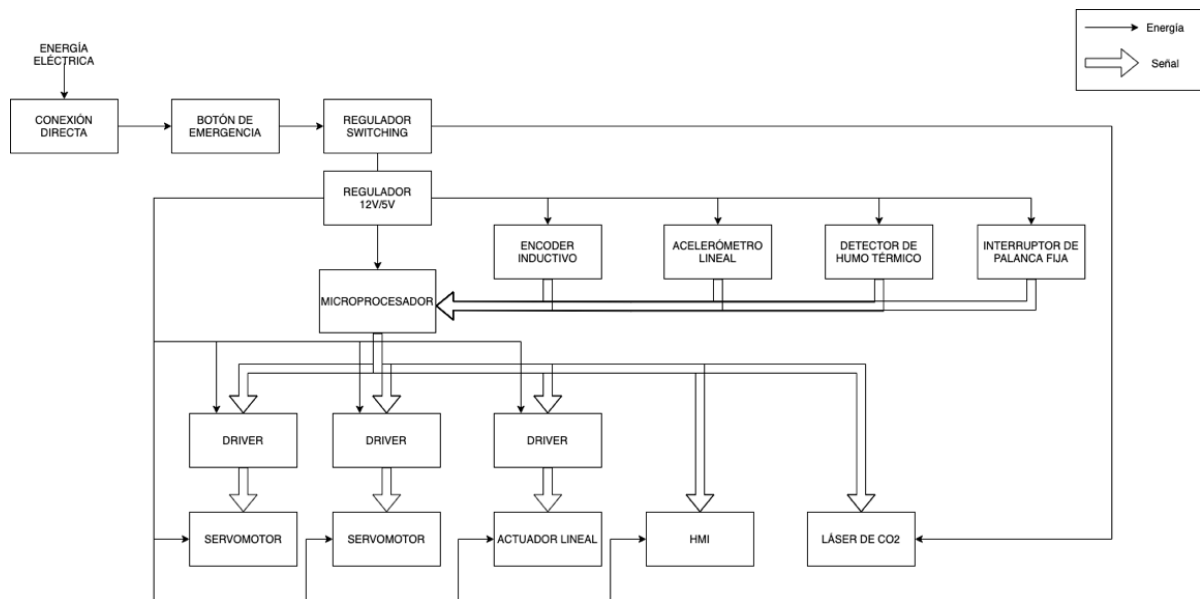 Energía
Señal
ENERGÍA
ELÉCTRICA
CONEXIÓN
DIRECTA
BOTÓN DE
EMERGENCIA
REGULADOR
SWITCHING
REGULADOR
12V/5V
ENCODER
INDUCTIVO
ACELERÓMETRO
LINEAL
DETECTOR DE
HUMO TÉRMICO
INTERRUPTOR DE
PALANCA FIJA
MICROPROCESADOR
DRIVER
DRIVER
DRIVER
SERVOMOTOR
SERVOMOTOR
ACTUADOR LINEAL
HMI
LÁSER DE CO2